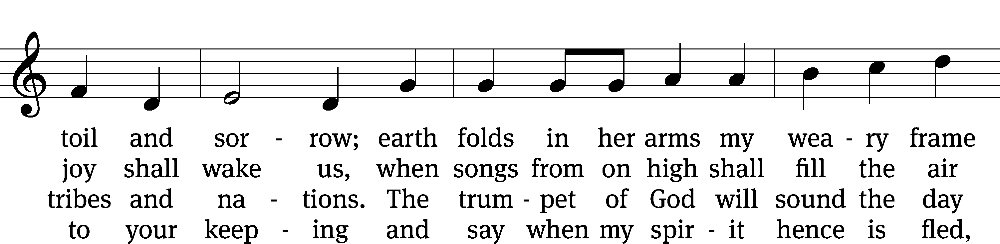 toil and sor - row; earth folds in her arms my wea - ry frame
joy shall wake us, when songs from on high shall fill the air
tribes and na - tions. The trum - pet of God will sound the day
to your keep - ing and say when my spir - it hence is fled,